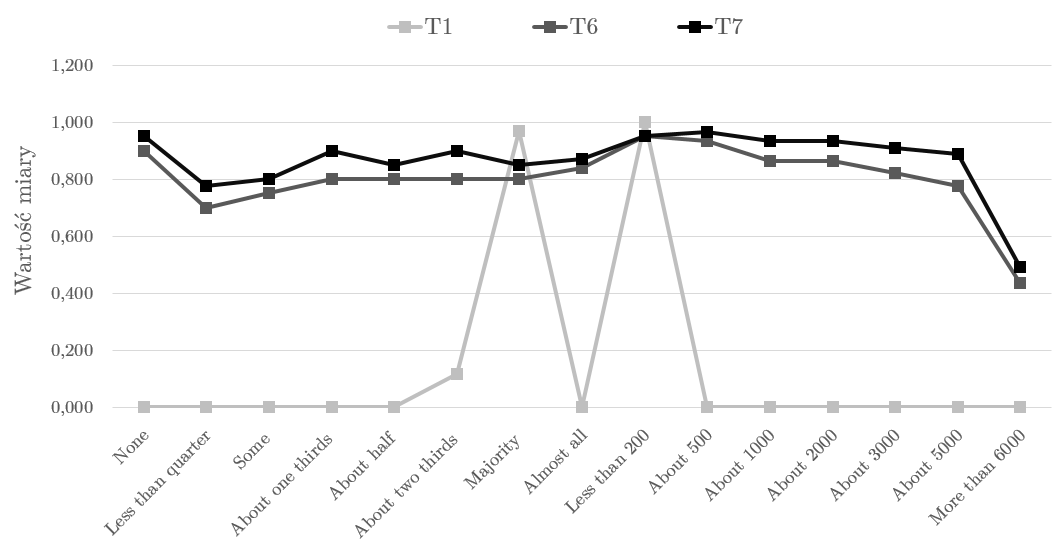 T1 T6 T7
1,200
1,000
0,800
0,600
0,400
0,200
0,000
Wartość miary
None
Less than quarter
Some
About one thirds
About half
About two thirds
Majority
Almost all
Less than 200
About 500
About 1000
About 2000
About 3000
About 5000
More than 6000